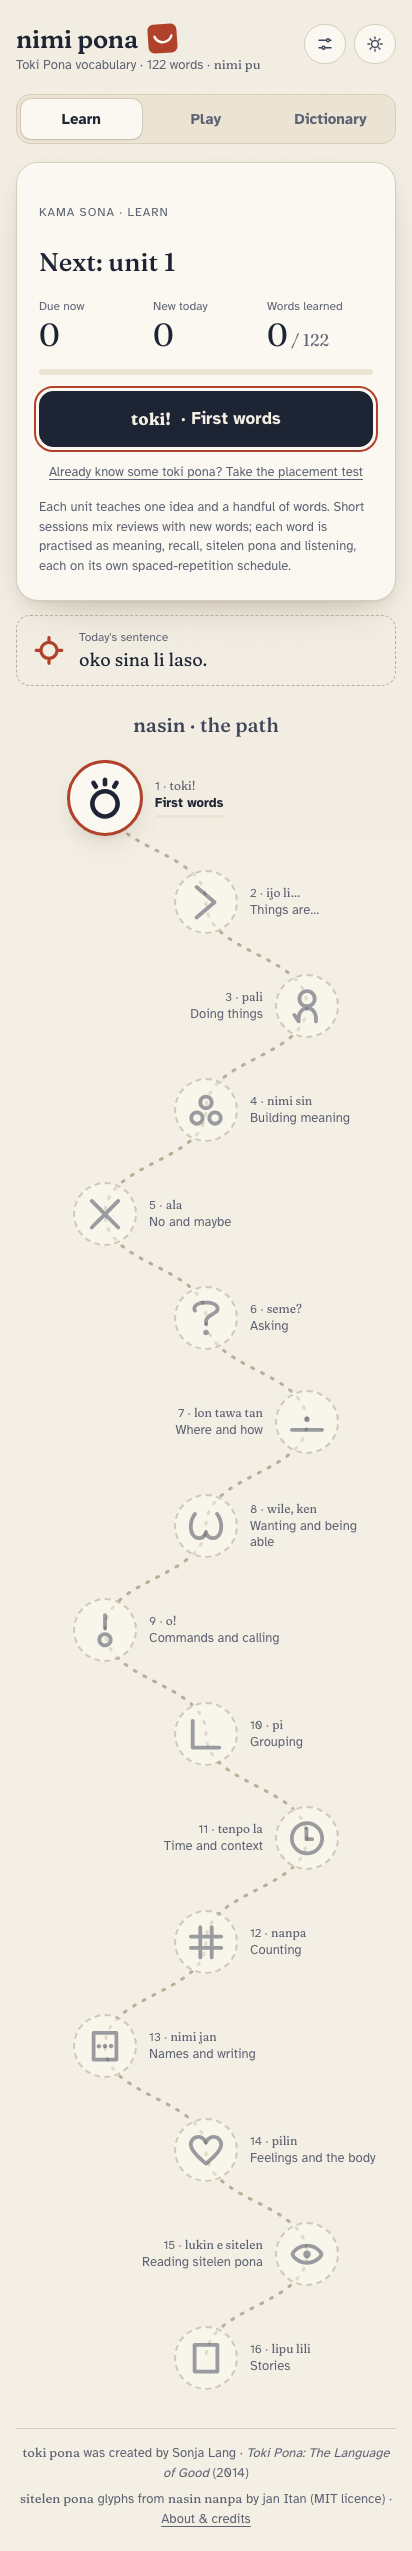 nimi pona
Toki Pona vocabulary · 122 words · nimi pu
Learn
Play
Dictionary
KAMA SONA · LEARN
Next: unit 1
Due now
New today
Words learned
0
0
0 / 122
toki! · First words
Already know some toki pona? Take the placement test
Each unit teaches one idea and a handful of words. Short
sessions mix reviews with new words; each word is
practised as meaning, recall, sitelen pona and listening,
each on its own spaced-repetition schedule.
Today's sentence
oko sina li laso.
nasin · the path
1 · toki!
First words
2 · ijo li…
Things are…
3 · pali
Doing things
4 · nimi sin
Building meaning
5 · ala
No and maybe
6 · seme?
Asking
7 · lon tawa tan
Where and how
8 · wile, ken
Wanting and being
able
9 · o!
Commands and calling
10 · pi
Grouping
11 · tenpo la
Time and context
12 · nanpa
Counting
13 · nimi jan
Names and writing
14 · pilin
Feelings and the body
15 · lukin e sitelen
Reading sitelen pona
16 · lipu lili
Stories
toki pona was created by Sonja Lang · Toki Pona: The Language
of Good (2014)
sitelen pona glyphs from nasin nanpa by jan Itan (MIT licence) ·
About & credits